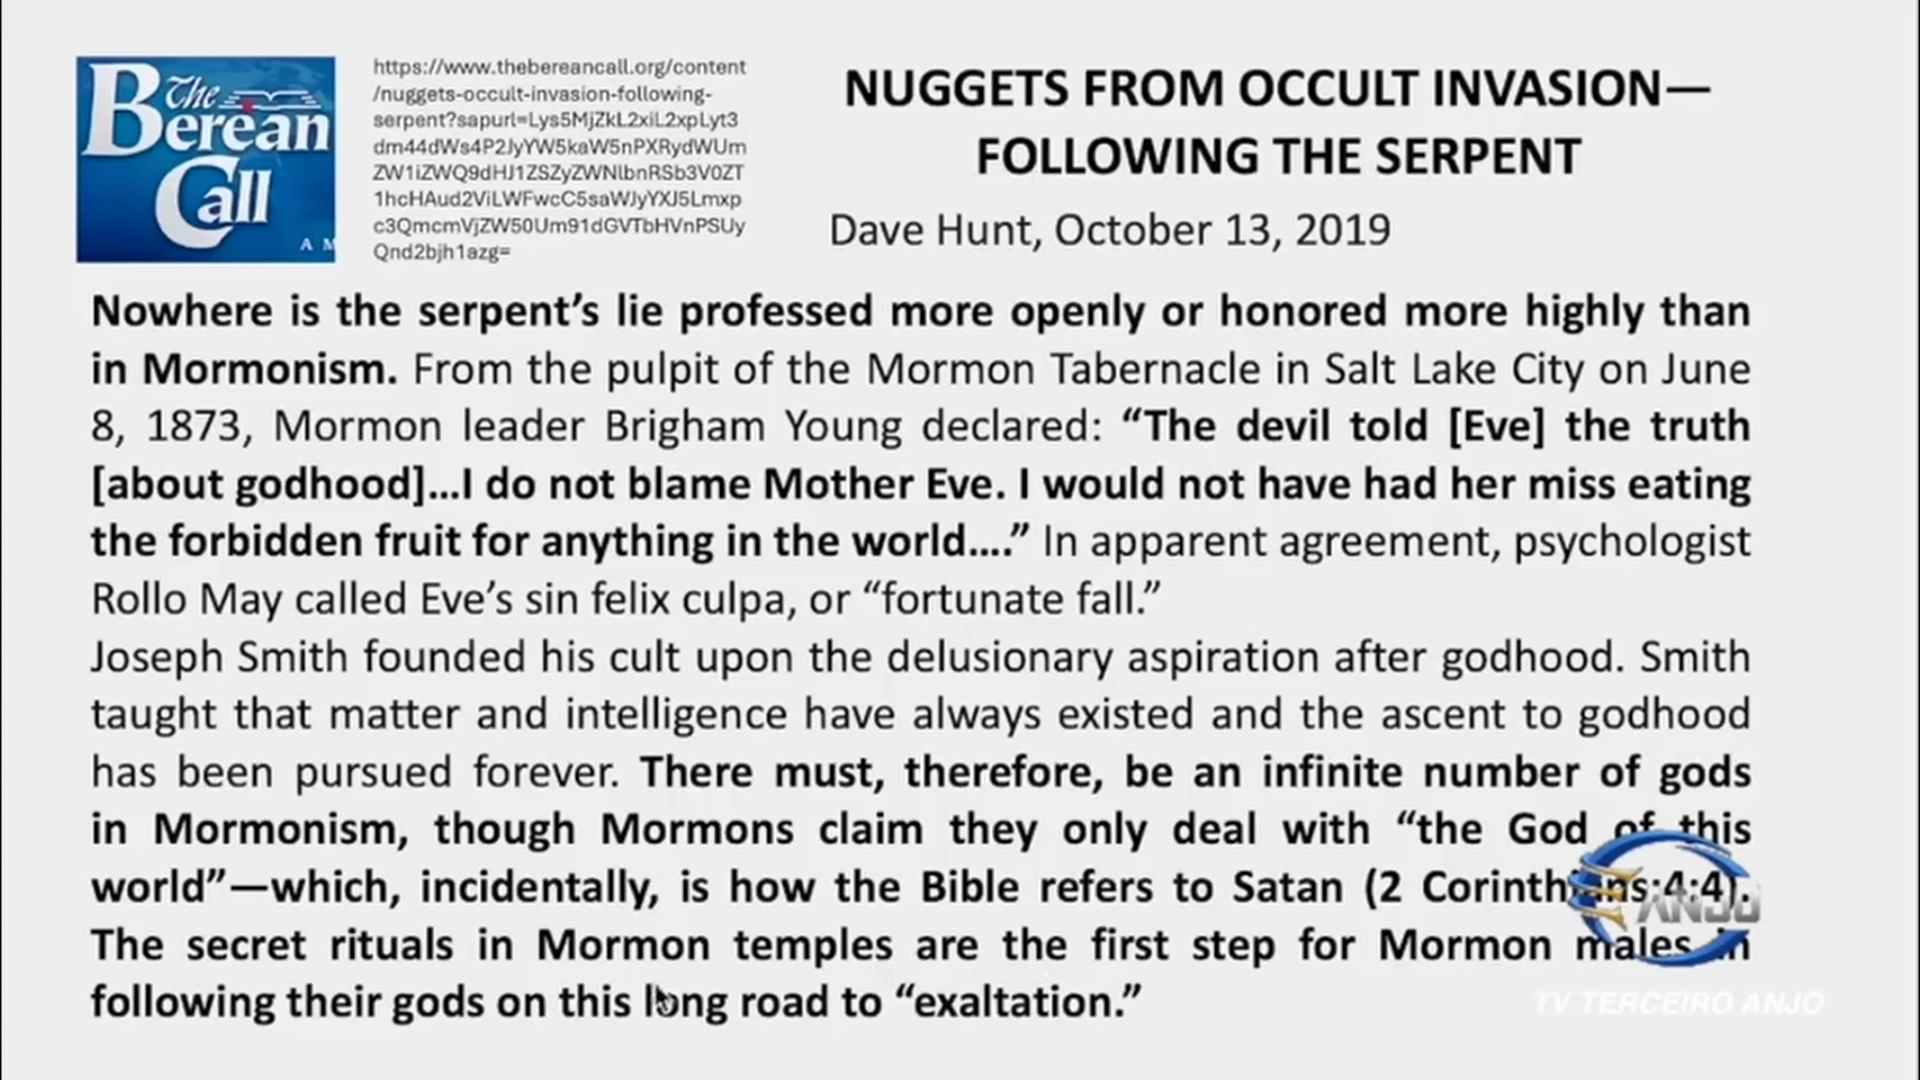 The
Berean
Call
A M
https://www.thebereancall.org/content
/nuggets-occult-invasion-following-
serpent?sapurl=Lys5MjZkL2xiL2xpLyt3
dm44dWs4P2JyYW5kaW5nPXRydWUm
ZW1iZWQ9dHJ1ZSZyZWNlbnRSb3V0ZT
1hcHAud2ViLWFwcC5saWJyYXJ5Lmxp
c3QmcmVjZW50Um91dGVTbHVnPSUy
Qnd2bjh1azg=
NUGGETS FROM OCCULT INVASION—
FOLLOWING THE SERPENT
Dave Hunt, October 13, 2019
Nowhere is the serpent’s lie professed more openly or honored more highly than
in Mormonism. From the pulpit of the Mormon Tabernacle in Salt Lake City on June
8, 1873, Mormon leader Brigham Young declared: “The devil told [Eve] the truth
[about godhood]…I do not blame Mother Eve. I would not have had her miss eating
the forbidden fruit for anything in the world….” In apparent agreement, psychologist
Rollo May called Eve’s sin felix culpa, or “fortunate fall.”
Joseph Smith founded his cult upon the delusionary aspiration after godhood. Smith
taught that matter and intelligence have always existed and the ascent to godhood
has been pursued forever. There must, therefore, be an infinite number of gods
in Mormonism, though Mormons claim they only deal with “the God of this
world”—which, incidentally, is how the Bible refers to Satan (2 Corinthians:4:4).
The secret rituals in Mormon temples are the first step for Mormon males in
following their gods on this long road to “exaltation.”
ANJO
TV TERCEIRO ANJO